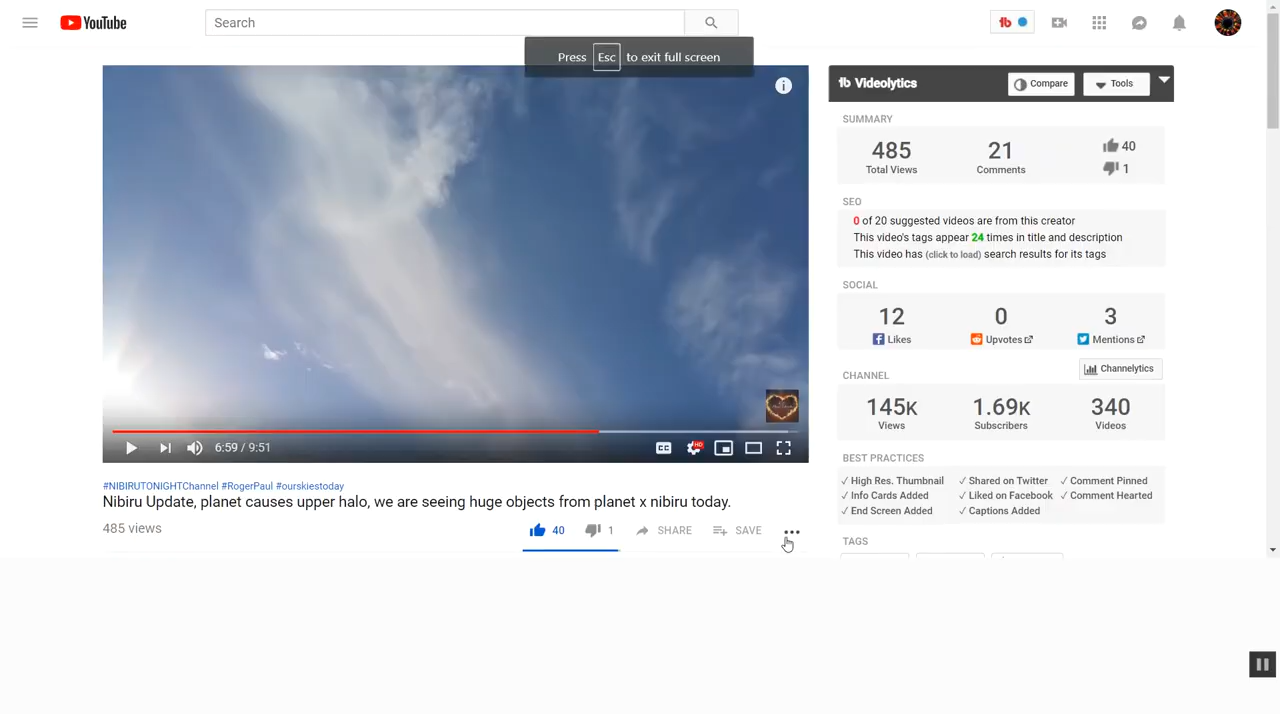 YouTube
Search
tb
Press Esc to exit full screen
i
tb Videolytics
Compare
Tools
SUMMARY
485
Total Views
21
Comments
40
1
SEO
0 of 20 suggested videos are from this creator
This video's tags appear 24 times in title and description
This video has (click to load) search results for its tags
SOCIAL
12
Likes
0
Upvotes
3
Mentions
CHANNEL
Channelytics
145K
Views
1.69K
Subscribers
340
Videos
BEST PRACTICES
✓ High Res. Thumbnail ✓ Shared on Twitter ✓ Comment Pinned
✓ Info Cards Added ✓ Liked on Facebook ✓ Comment Hearted
✓ End Screen Added ✓ Captions Added
TAGS
6:59 / 9:51
CC
HD
#NIBIRUTONIGHTChannel #RogerPaul #ourskiestoday
Nibiru Update, planet causes upper halo, we are seeing huge objects from planet x nibiru today.
485 views
40
1
SHARE
SAVE